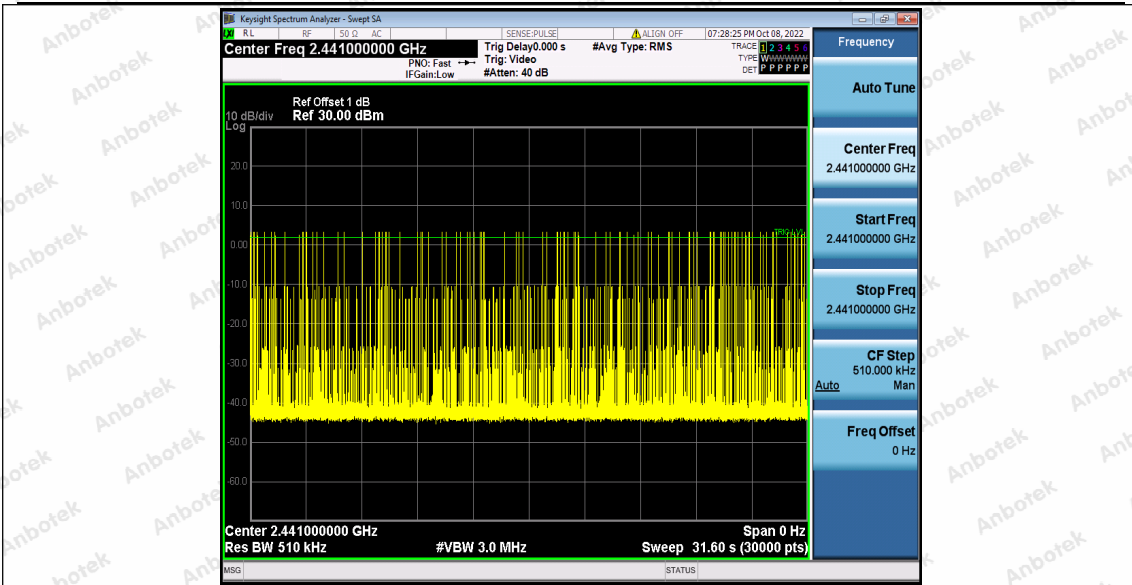 Keysight Spectrum Analyzer - Swept SA
RL RF 50 Ω AC SENSE:PULSE ALIGN OFF 07:28:25 PM Oct 08, 2022
Center Freq 2.441000000 GHz
Trig Delay0.000 s #Avg Type: RMS TRACE 1 2 3 4 5 6
PNO: Fast Trig: Video TYPE WWWWWW
IFGain:Low #Atten: 40 dB DET P P P P P P
Ref Offset 1 dB
10 dB/div Ref 30.00 dBm
Log
20.0
10.0
0.00
-10.0
-20.0
-30.0
-40.0
-50.0
-60.0
TRIG LVL
Center 2.441000000 GHz Span 0 Hz
Res BW 510 kHz #VBW 3.0 MHz Sweep 31.60 s (30000 pts)
MSG STATUS
Frequency
Auto Tune
Center Freq
2.441000000 GHz
Start Freq
2.441000000 GHz
Stop Freq
2.441000000 GHz
CF Step
510.000 kHz
Auto Man
Freq Offset
0 Hz
Anbotek